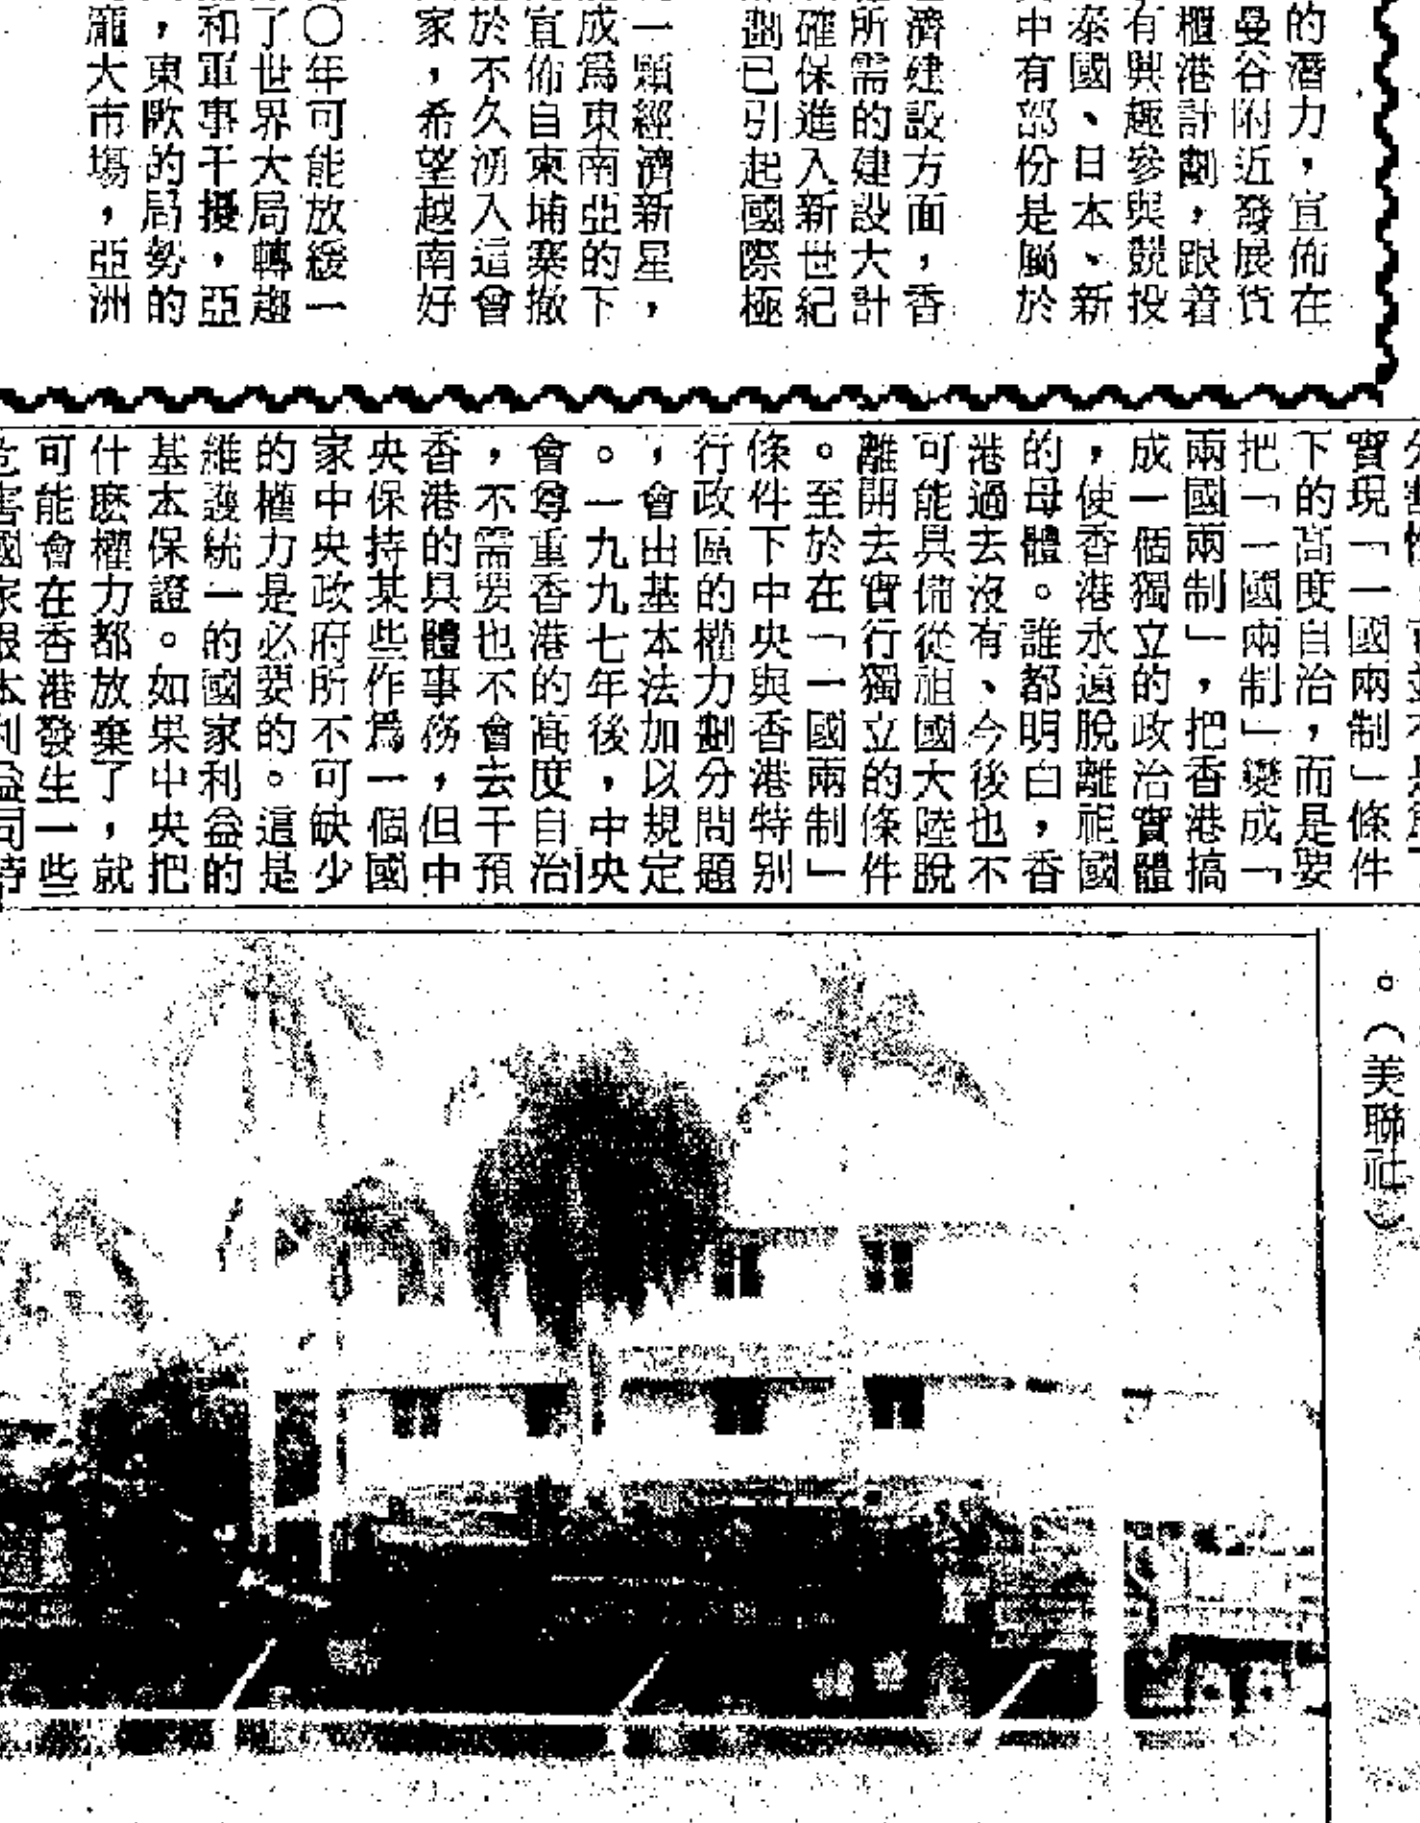 的潛力，宣佈在
曼谷附近發展貨
櫃港計劃，跟着
有興趣參與競投
泰國、日本、新
中有部份是屬於
濟建設方面，香
所需的建設大計
確保進入新世紀
劃已引起國際極
一顆經濟新星，
成爲東南亞的下
宣佈自東埔寨撤
於不久湧入這會
家，希望越南好
〇年可能放緩一
了世界大局轉趨
和軍事干擾，亞
，東歐的局勢的
龐大市場，亞洲
實現「一國兩制」條件
下的高度自治，而是要
把「一國兩制」變成「
兩國兩制」，把香港搞
成一個獨立的政治實體
，使香港永遠脫離祖國
的母體。誰都明白，香
港過去沒有、今後也不
可能具備從祖國大陸脫
離開去實行獨立的條件
。至於在「一國兩制」
條件下中央與香港特別
行政區的權力劃分問題
，會由基本法加以規定
。一九九七年後，中央
會尊重香港的高度自治
，不需要也不會去干預
香港的具體事務，但中
央保持某些作爲一個國
家中央政府所不可缺少
的權力是必要的。這是
維護統一的國家利益的
基本保證。如果中央把
什麽權力都放棄了，就
可能會在香港發生一些
危害國家根本利益同時
。（美聯社）